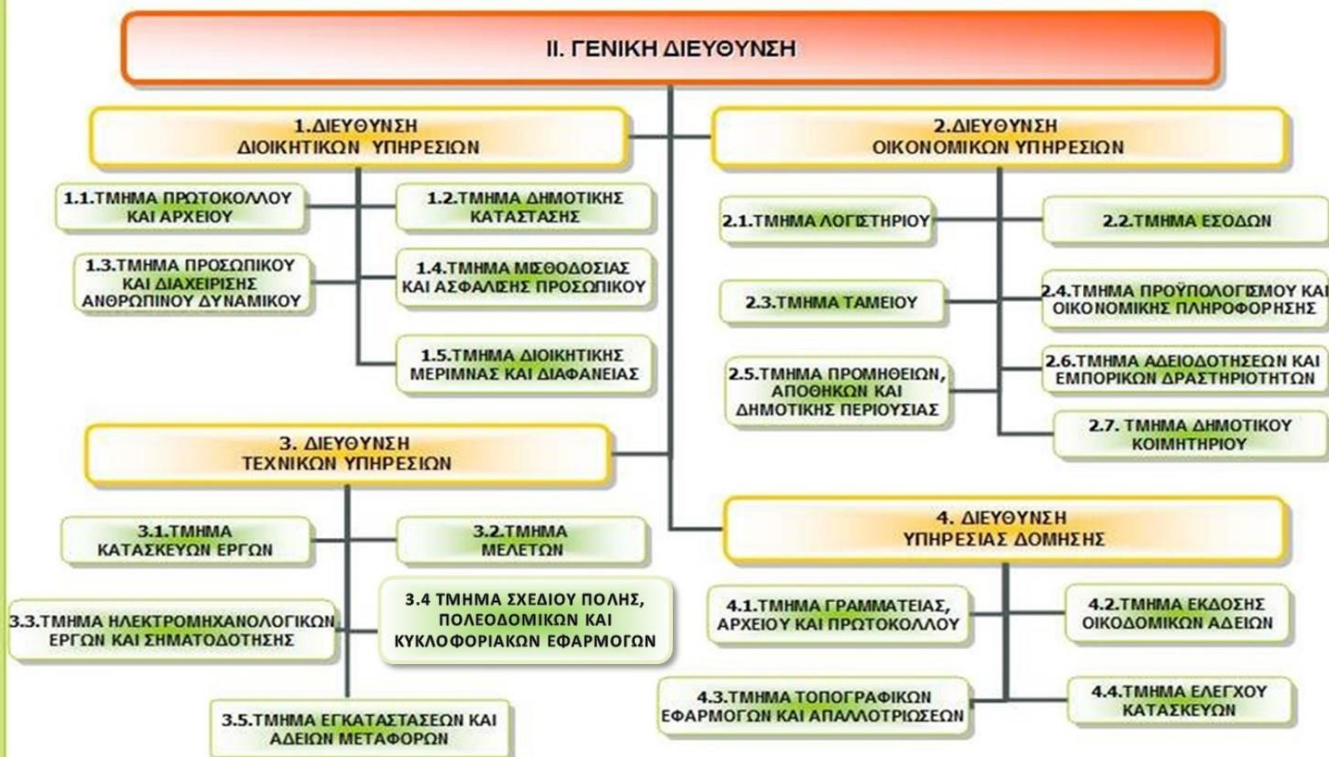 II. ΓΕΝΙΚΗ ΔΙΕΥΘΥΝΣΗ
1.ΔΙΕΥΘΥΝΣΗ
ΔΙΟΙΚΗΤΙΚΩΝ ΥΠΗΡΕΣΙΩΝ
1.1.ΤΜΗΜΑ ΠΡΩΤΟΚΟΛΛΟΥ
ΚΑΙ ΑΡΧΕΙΟΥ
1.2.ΤΜΗΜΑ ΔΗΜΟΤΙΚΗΣ
ΚΑΤΑΣΤΑΣΗΣ
1.3.ΤΜΗΜΑ ΠΡΟΣΩΠΙΚΟΥ
ΚΑΙ ΔΙΑΧΕΙΡΙΣΗΣ
ΑΝΘΡΩΠΙΝΟΥ ΔΥΝΑΜΙΚΟΥ
1.4.ΤΜΗΜΑ ΜΙΣΘΟΔΟΣΙΑΣ
ΚΑΙ ΑΣΦΑΛΙΣΗΣ ΠΡΟΣΩΠΙΚΟΥ
1.5.ΤΜΗΜΑ ΔΙΟΙΚΗΤΙΚΗΣ
ΜΕΡΙΜΝΑΣ ΚΑΙ ΔΙΑΦΑΝΕΙΑΣ
2.ΔΙΕΥΘΥΝΣΗ
ΟΙΚΟΝΟΜΙΚΩΝ ΥΠΗΡΕΣΙΩΝ
2.1.ΤΜΗΜΑ ΛΟΓΙΣΤΗΡΙΟΥ
2.2.ΤΜΗΜΑ ΕΣΟΔΩΝ
2.3.ΤΜΗΜΑ ΤΑΜΕΙΟΥ
2.4.ΤΜΗΜΑ ΠΡΟΫΠΟΛΟΓΙΣΜΟΥ ΚΑΙ
ΟΙΚΟΝΟΜΙΚΗΣ ΠΛΗΡΟΦΟΡΗΣΗΣ
2.5.ΤΜΗΜΑ ΠΡΟΜΗΘΕΙΩΝ,
ΑΠΟΘΗΚΩΝ ΚΑΙ
ΔΗΜΟΤΙΚΗΣ ΠΕΡΙΟΥΣΙΑΣ
2.6.ΤΜΗΜΑ ΑΔΕΙΟΔΟΤΗΣΕΩΝ ΚΑΙ
ΕΜΠΟΡΙΚΩΝ ΔΡΑΣΤΗΡΙΟΤΗΤΩΝ
2.7. ΤΜΗΜΑ ΔΗΜΟΤΙΚΟΥ
ΚΟΙΜΗΤΗΡΙΟΥ
3. ΔΙΕΥΘΥΝΣΗ
ΤΕΧΝΙΚΩΝ ΥΠΗΡΕΣΙΩΝ
3.1.ΤΜΗΜΑ
ΚΑΤΑΣΚΕΥΩΝ ΕΡΓΩΝ
3.2.ΤΜΗΜΑ
ΜΕΛΕΤΩΝ
3.3.ΤΜΗΜΑ ΗΛΕΚΤΡΟΜΗΧΑΝΟΛΟΓΙΚΩΝ
ΕΡΓΩΝ ΚΑΙ ΣΗΜΑΤΟΔΟΤΗΣΗΣ
3.4 ΤΜΗΜΑ ΣΧΕΔΙΟΥ ΠΟΛΗΣ,
ΠΟΛΕΟΔΟΜΙΚΩΝ ΚΑΙ
ΚΥΚΛΟΦΟΡΙΑΚΩΝ ΕΦΑΡΜΟΓΩΝ
3.5.ΤΜΗΜΑ ΕΓΚΑΤΑΣΤΑΣΕΩΝ ΚΑΙ
ΑΔΕΙΩΝ ΜΕΤΑΦΟΡΩΝ
4. ΔΙΕΥΘΥΝΣΗ
ΥΠΗΡΕΣΙΑΣ ΔΟΜΗΣΗΣ
4.1.ΤΜΗΜΑ ΓΡΑΜΜΑΤΕΙΑΣ,
ΑΡΧΕΙΟΥ ΚΑΙ ΠΡΩΤΟΚΟΛΛΟΥ
4.2.ΤΜΗΜΑ ΕΚΔΟΣΗΣ
ΟΙΚΟΔΟΜΙΚΩΝ ΑΔΕΙΩΝ
4.3.ΤΜΗΜΑ ΤΟΠΟΓΡΑΦΙΚΩΝ
ΕΦΑΡΜΟΓΩΝ ΚΑΙ ΑΠΑΛΛΟΤΡΙΩΣΕΩΝ
4.4.ΤΜΗΜΑ ΕΛΕΓΧΟΥ
ΚΑΤΑΣΚΕΥΩΝ